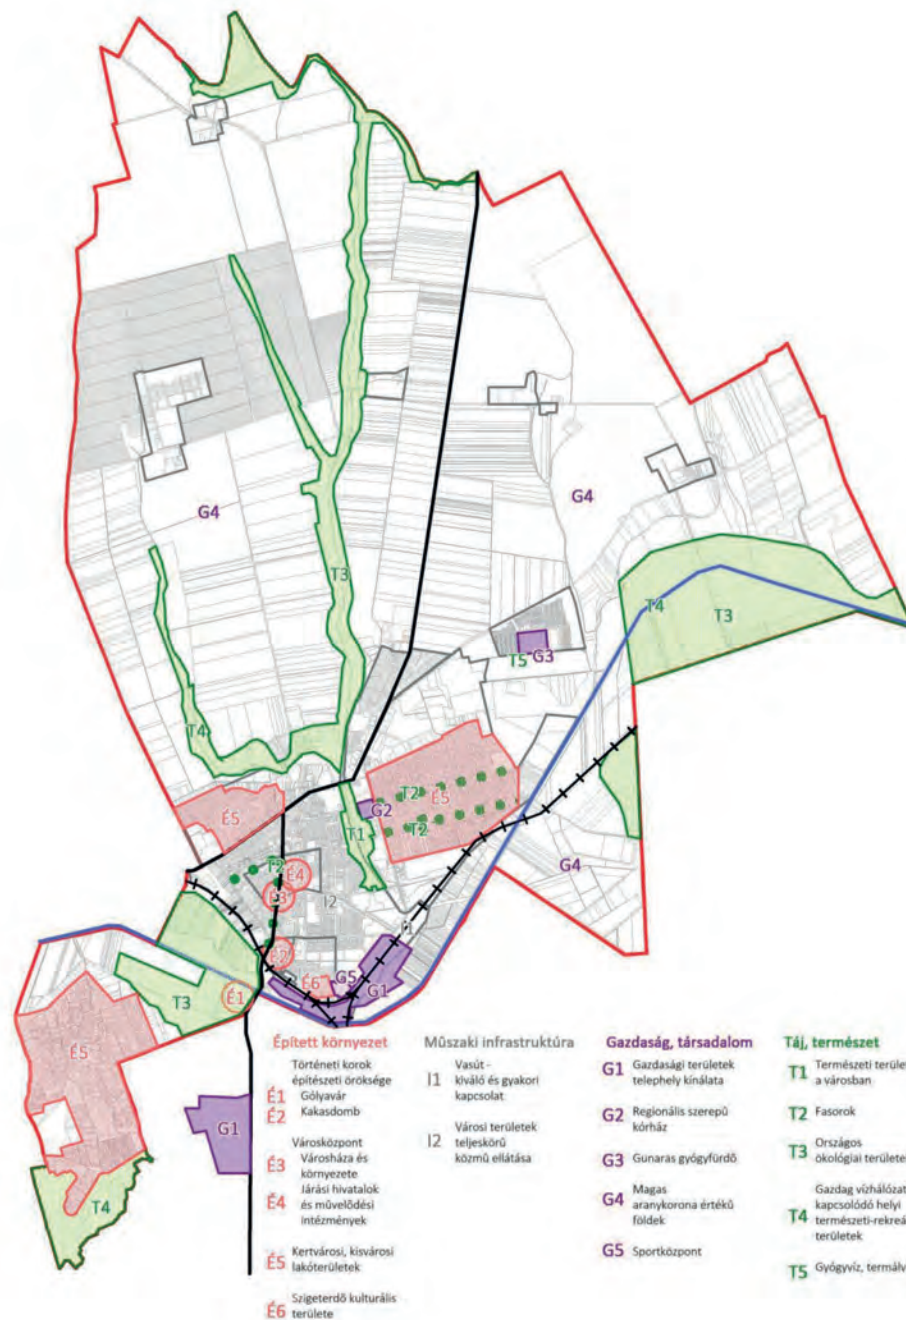 G4
G4
T3
T4
T3
T5
G3
T4
É5
T2
É5
G2
T2
T1
G4
T2
É4
É3
I2
I1
É2
É6
G5
G1
T3
É1
É5
G1
T4
Épített környezet
Történeti korok
építészeti öröksége
É1 Gólyavár
É2 Kakasdomb
Városközpont
É3 Városháza és
környezete
É4 Járási hivatalok
és művelődési
intézmények
É5 Kertvárosi, kisvárosi
lakóterületek
É6 Szigeterdő kulturális
területe
Műszaki infrastruktúra
I1 Vasút -
kiváló és gyakori
kapcsolat
I2 Városi területek
teljeskörű
közmű ellátása
Gazdaság, társadalom
G1 Gazdasági területek
telephely kínálata
G2 Regionális szerepű
kórház
G3 Gunaras gyógyfürdő
G4 Magas
aranykorona értékű
földek
G5 Sportközpont
Táj, természet
T1 Természeti terüle
a városban
T2 Fasorok
T3 Országos
ökológiai területe
T4 Gazdag vízhálózat
kapcsolódó helyi
természeti-rekreá
területek
T5 Gyógyvíz, termálv